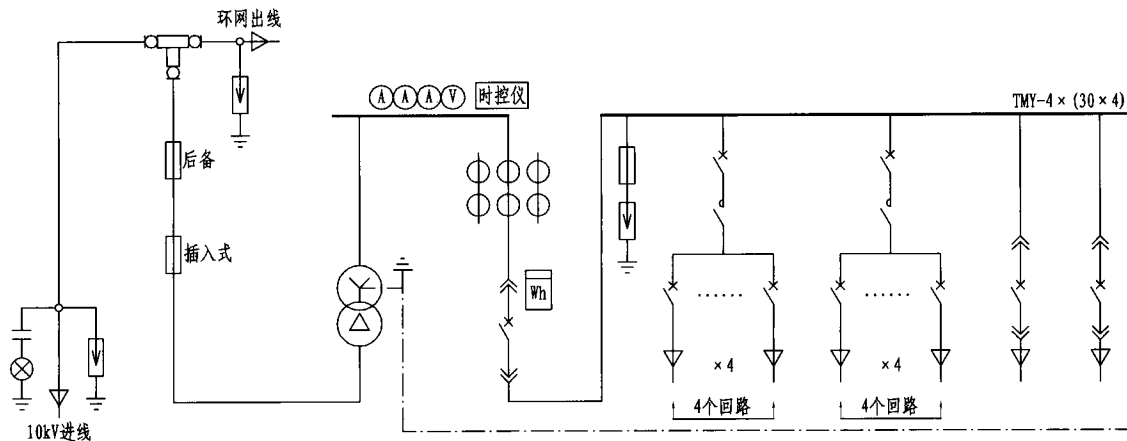 环网出线
A A A V 时控仪
TMY-4×(30×4)
后备
插入式
Wh
...... ......
×4 ×4
4个回路 4个回路
10kV进线